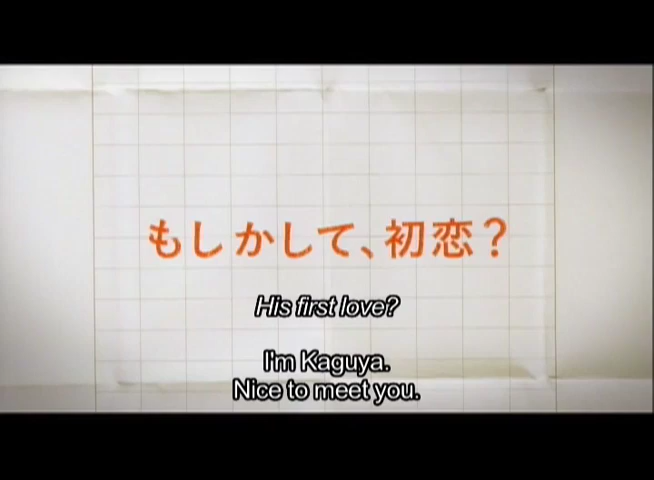 もしかして、初恋？
His first love?
I'm Kaguya.
Nice to meet you.